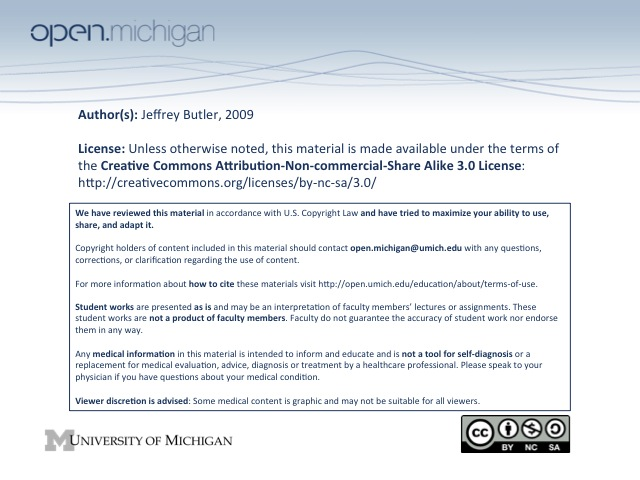 open.michigan
Author(s): Jeffrey Butler, 2009
License: Unless otherwise noted, this material is made available under the terms of
the Creative Commons Attribution-Non-commercial-Share Alike 3.0 License:
http://creativecommons.org/licenses/by-nc-sa/3.0/
We have reviewed this material in accordance with U.S. Copyright Law and have tried to maximize your ability to use,
share, and adapt it.
Copyright holders of content included in this material should contact open.michigan@umich.edu with any questions,
corrections, or clarification regarding the use of content.
For more information about how to cite these materials visit http://open.umich.edu/education/about/terms-of-use.
Student works are presented as is and may be an interpretation of faculty members' lectures or assignments. These
student works are not a product of faculty members. Faculty do not guarantee the accuracy of student work nor endorse
them in any way.
Any medical information in this material is intended to inform and educate and is not a tool for self-diagnosis or a
replacement for medical evaluation, advice, diagnosis or treatment by a healthcare professional. Please speak to your
physician if you have questions about your medical condition.
Viewer discretion is advised: Some medical content is graphic and may not be suitable for all viewers.
M UNIVERSITY OF MICHIGAN
cc BY NC SA